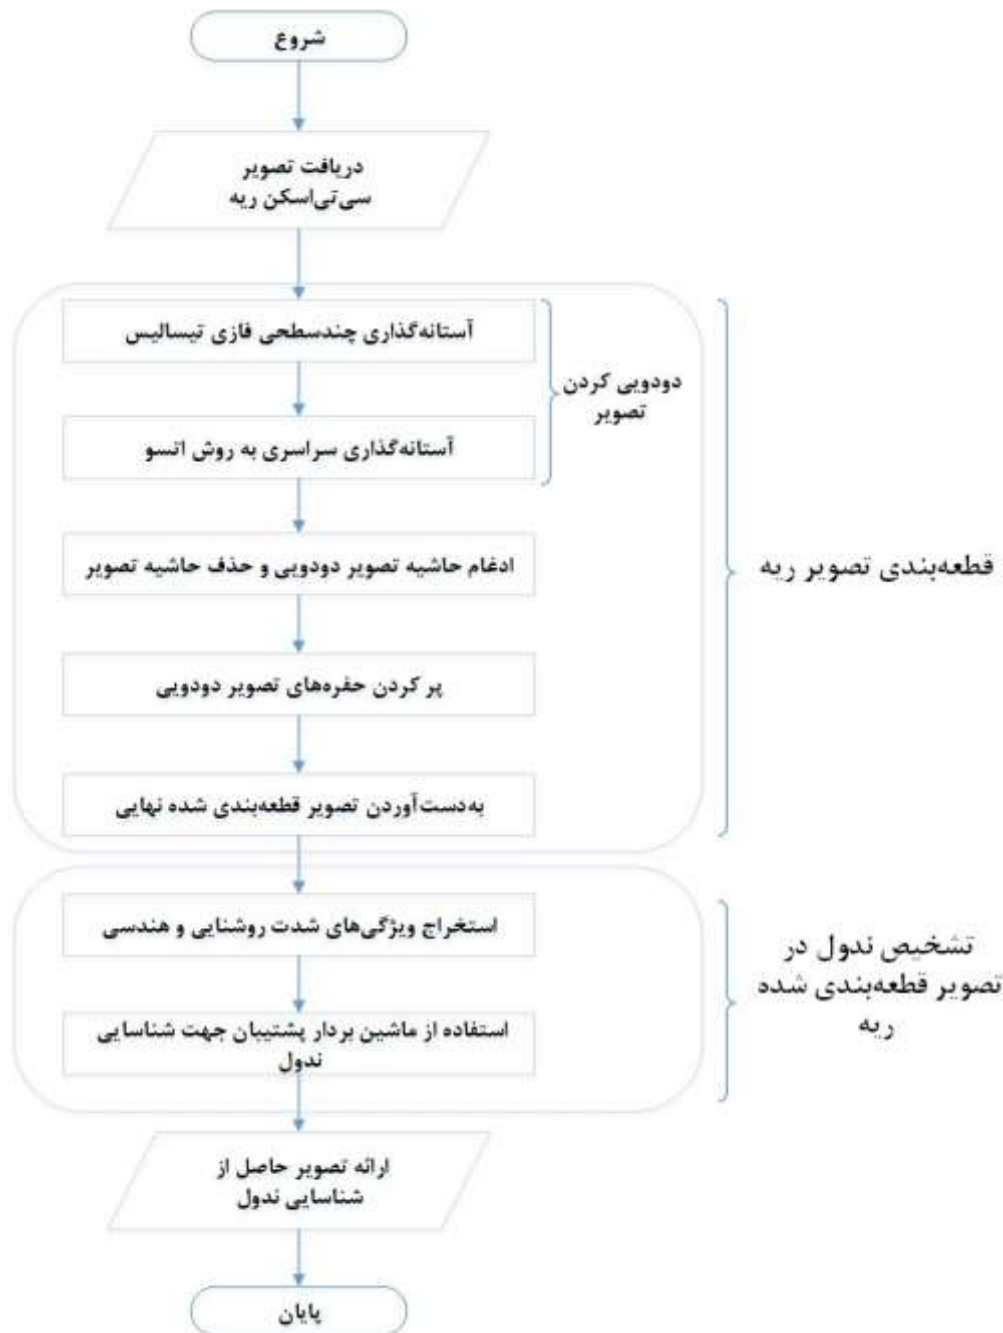 شروع
دریافت تصویر
سی‌تی‌اسکن ریه
آستانه‌گذاری چندسطحی فازی تیسالیس
دودویی کردن
تصویر
آستانه‌گذاری سراسری به روش اتسو
ادغام حاشیه تصویر دودویی و حذف حاشیه تصویر
قطعه‌بندی تصویر ریه
پر کردن حفره‌های تصویر دودویی
به‌دست‌آوردن تصویر قطعه‌بندی شده نهایی
استخراج ویژگی‌های شدت روشنایی و هندسی
استفاده از ماشین بردار پشتیبان جهت شناسایی
ندول
تشخیص ندول در
تصویر قطعه‌بندی شده
ریه
ارائه تصویر حاصل از
شناسایی ندول
پایان